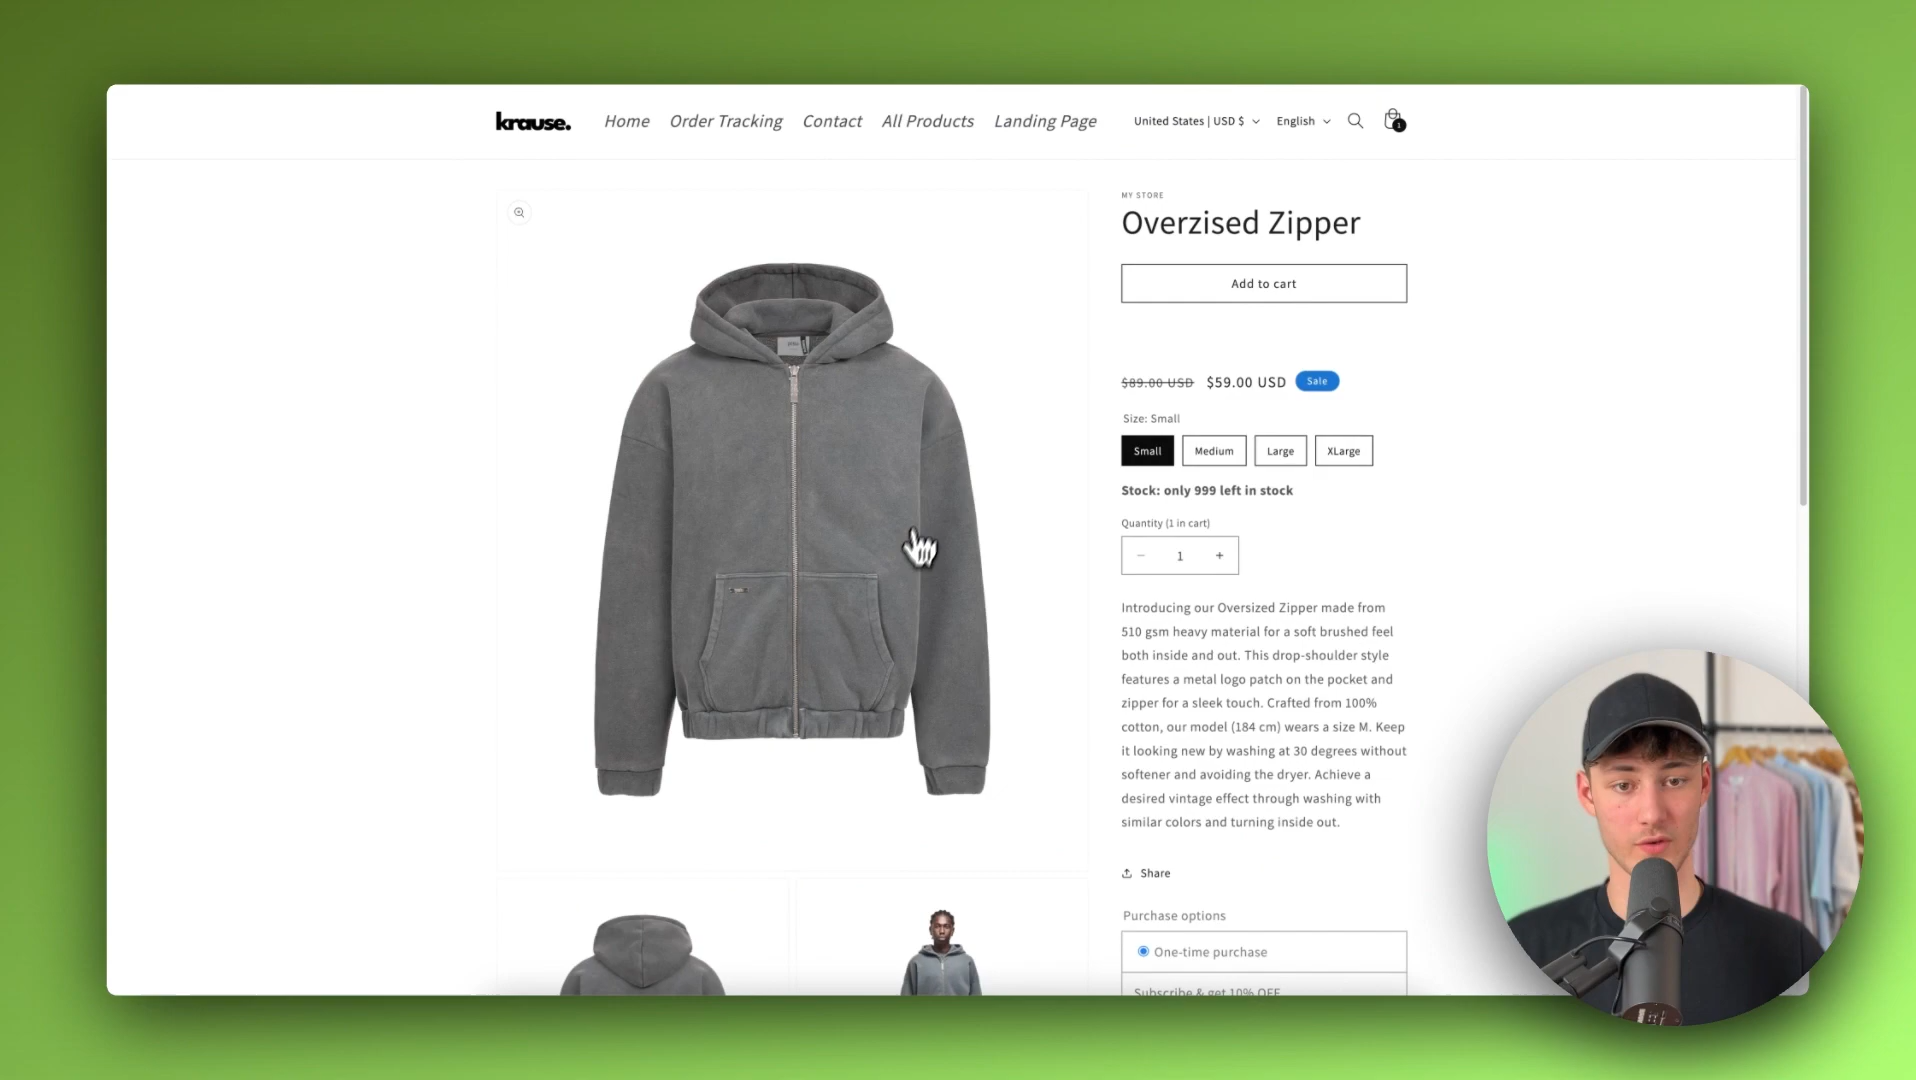 krause.
Home
Order Tracking
Contact
All Products
Landing Page
United States | USD $
English
1
MY STORE
Overzised Zipper
Add to cart
$89.00 USD $59.00 USD Sale
Size: Small
Small
Medium
Large
XLarge
Stock: only 999 left in stock
Quantity (1 in cart)
− 1 +
Introducing our Oversized Zipper made from
510 gsm heavy material for a soft brushed feel
both inside and out. This drop-shoulder style
features a metal logo patch on the pocket and
zipper for a sleek touch. Crafted from 100%
cotton, our model (184 cm) wears a size M. Keep
it looking new by washing at 30 degrees without
softener and avoiding the dryer. Achieve a
desired vintage effect through washing with
similar colors and turning inside out.
Share
Purchase options
One-time purchase
Subscribe & get 10% OFF